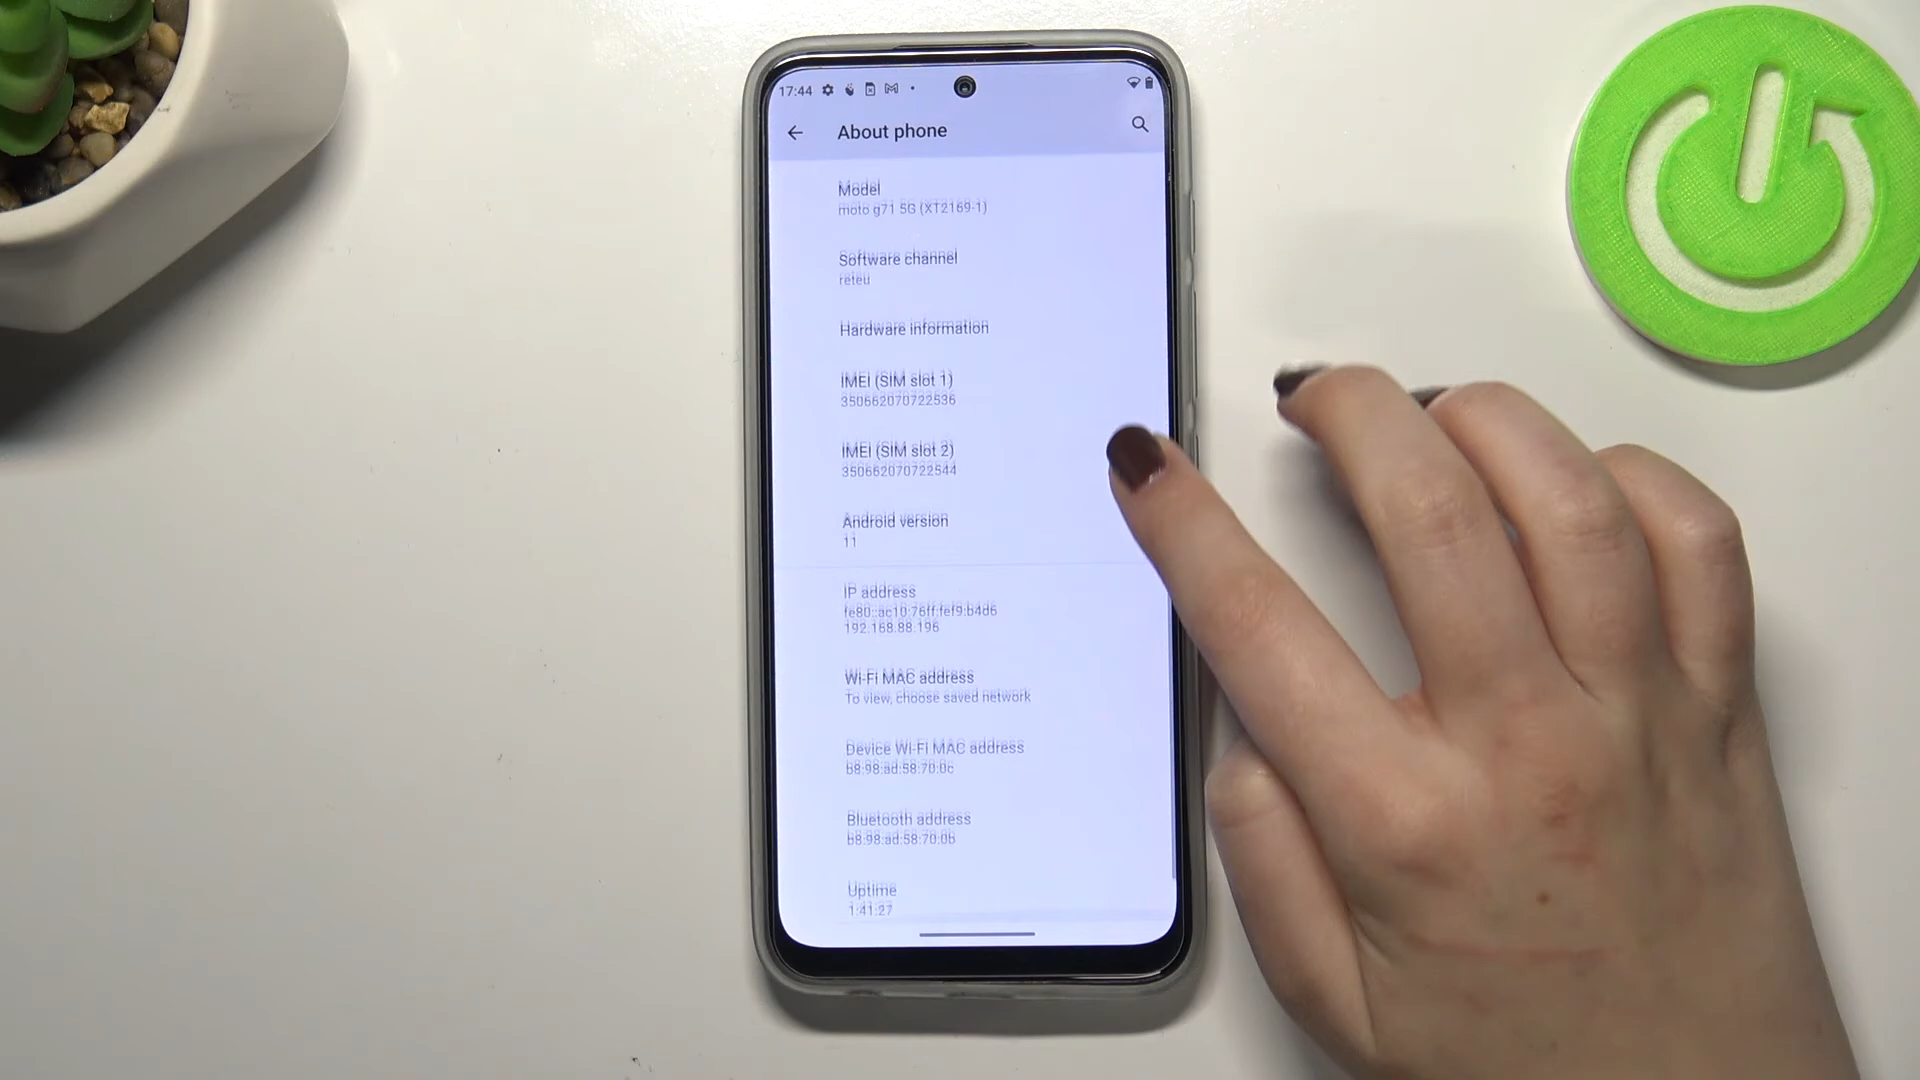 17:44
About phone
Model
moto g71 5G (XT2169-1)
Software channel
reteu
Hardware information
IMEI (SIM slot 1)
350662070722536
IMEI (SIM slot 2)
350662070722544
Android version
11
IP address
fe80::ac10:76ff:fef9:b4d6
192.168.88.196
Wi-Fi MAC address
To view, choose saved network
Device Wi-Fi MAC address
b8:98:ad:58:70:0c
Bluetooth address
b8:98:ad:58:70:0b
Uptime
1:41:27